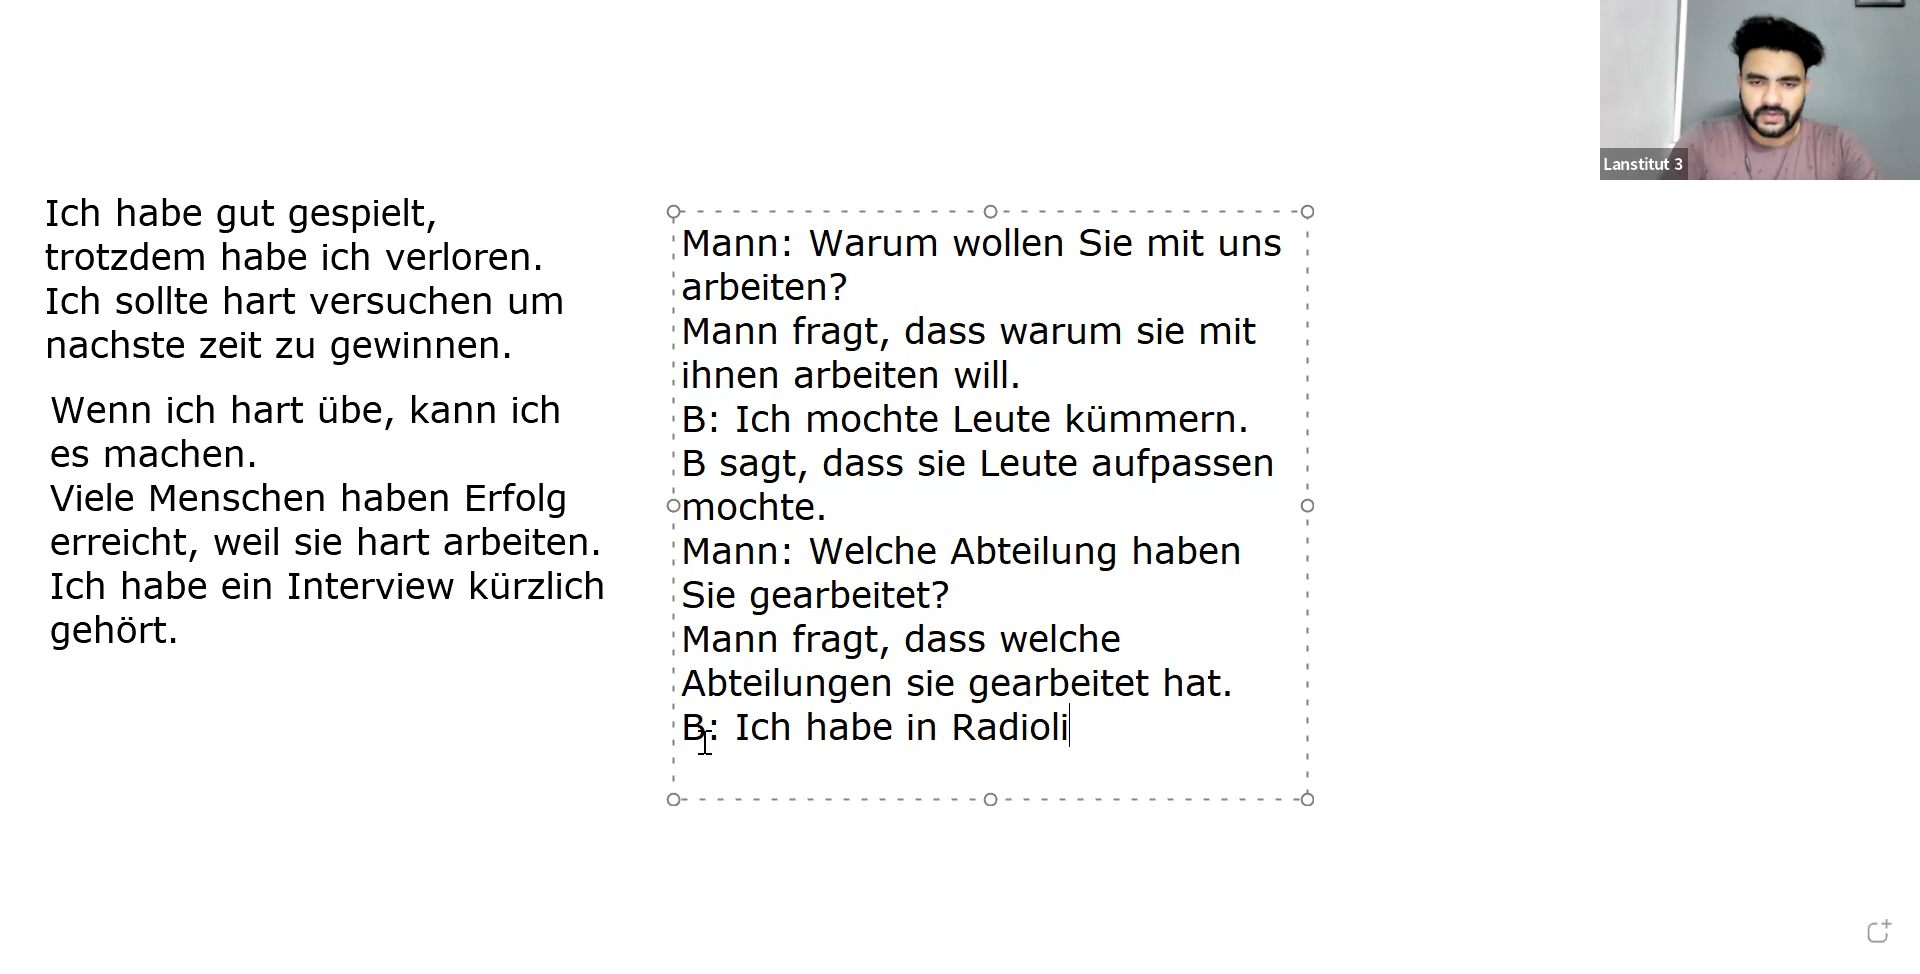 Lanstitut 3
Ich habe gut gespielt,
trotzdem habe ich verloren.
Ich sollte hart versuchen um
nachste zeit zu gewinnen.
Wenn ich hart übe, kann ich
es machen.
Viele Menschen haben Erfolg
erreicht, weil sie hart arbeiten.
Ich habe ein Interview kürzlich
gehört.
Mann: Warum wollen Sie mit uns
arbeiten?
Mann fragt, dass warum sie mit
ihnen arbeiten will.
B: Ich mochte Leute kümmern.
B sagt, dass sie Leute aufpassen
mochte.
Mann: Welche Abteilung haben
Sie gearbeitet?
Mann fragt, dass welche
Abteilungen sie gearbeitet hat.
B: Ich habe in Radioli